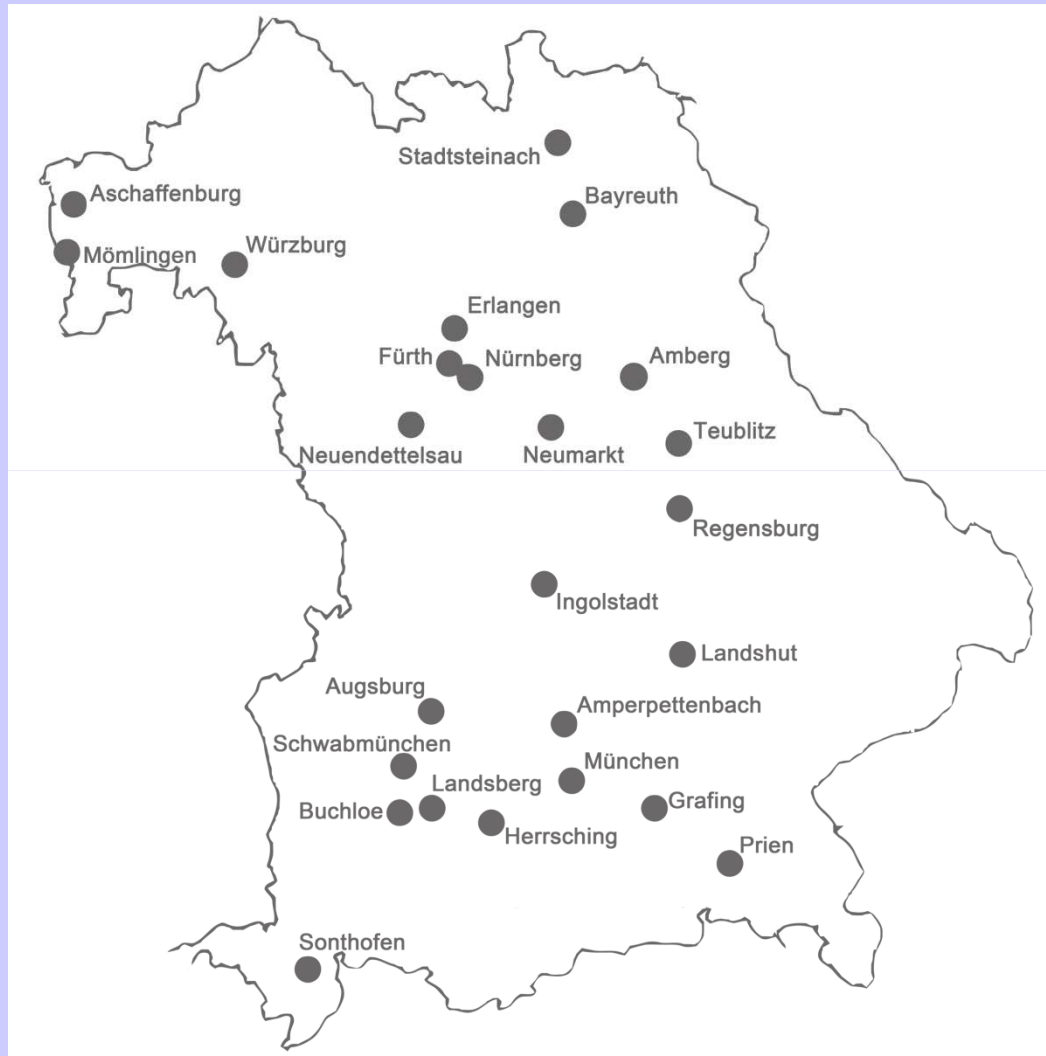 Stadtsteinach
Aschaffenburg
Bayreuth
Würzburg
Mömlingen
Erlangen
Fürth
Nürnberg
Amberg
Teublitz
Neuendettelsau
Neumarkt
Regensburg
Ingolstadt
Landshut
Augsburg
Amperpettenbach
Schwabmünchen
München
Landsberg
Buchloe
Grafing
Herrsching
Prien
Sonthofen